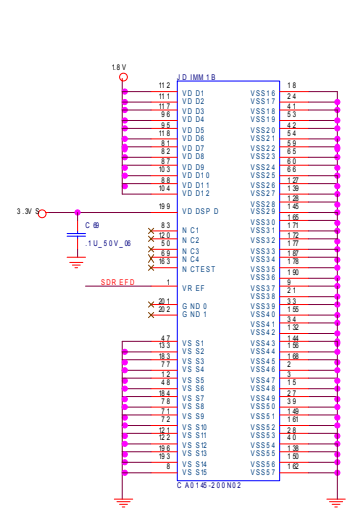 1.8V
JDIMM1B
112 VDD1 VSS16 18
111 VDD2 VSS17 24
117 VDD3 VSS18 41
96 VDD4 VSS19 53
95 VDD5 VSS20 42
118 VDD6 VSS21 54
81 VDD7 VSS22 59
82 VDD8 VSS23 65
87 VDD9 VSS24 60
103 VDD10 VSS25 66
88 VDD11 VSS26 127
104 VDD12 VSS27 139
VSS28 128
3.3VS 199 VDDSPD VSS29 145
VSS30 165
C69 83 NC1 VSS31 171
.1U_50V_06 120 NC2 VSS32 172
50 NC3 VSS33 177
69 NC4 VSS34 187
163 NCTEST VSS35 178
VSS36 190
SDREFD 1 VREF VSS37 9
VSS38 21
201 GND0 VSS39 33
202 GND1 VSS40 155
VSS41 34
VSS42 132
47 VSS1 VSS43 144
133 VSS2 VSS44 156
183 VSS3 VSS45 168
77 VSS4 VSS46 2
12 VSS5 VSS47 3
48 VSS6 VSS48 15
184 VSS7 VSS49 27
78 VSS8 VSS50 39
71 VSS9 VSS51 149
72 VSS10 VSS52 161
121 VSS11 VSS53 28
122 VSS12 VSS54 40
196 VSS13 VSS55 138
193 VSS14 VSS56 150
8 VSS15 VSS57 162
CA0145-200N02